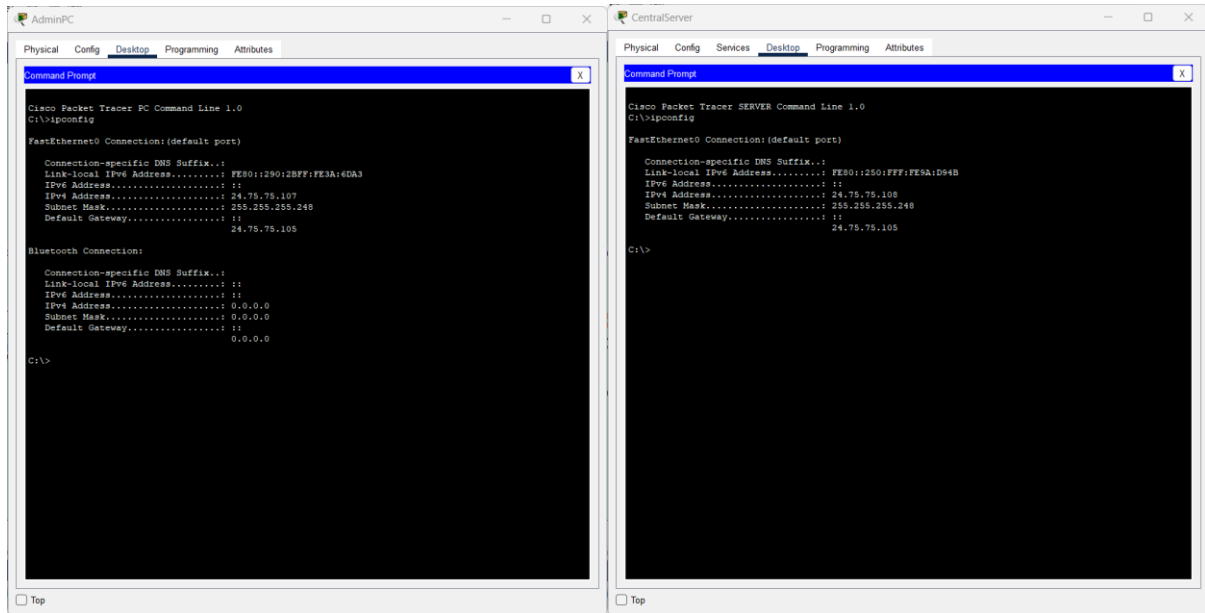 AdminPC
Physical Config Desktop Programming Attributes
Command Prompt
X
Cisco Packet Tracer PC Command Line 1.0
C:\>ipconfig
FastEthernet0 Connection:(default port)
Connection-specific DNS Suffix..:
Link-local IPv6 Address.........: FE80::290:2BFF:FE3A:6DA3
IPv6 Address....................: ::
IPv4 Address....................: 24.75.75.107
Subnet Mask.....................: 255.255.255.248
Default Gateway.................: ::
24.75.75.105
Bluetooth Connection:
Connection-specific DNS Suffix..:
Link-local IPv6 Address.........: ::
IPv6 Address....................: ::
IPv4 Address....................: 0.0.0.0
Subnet Mask.....................: 0.0.0.0
Default Gateway.................: ::
0.0.0.0
C:\>
Top
CentralServer
Physical Config Services Desktop Programming Attributes
Command Prompt
X
Cisco Packet Tracer SERVER Command Line 1.0
C:\>ipconfig
FastEthernet0 Connection:(default port)
Connection-specific DNS Suffix..:
Link-local IPv6 Address.........: FE80::250:FFF:FE9A:D94B
IPv6 Address....................: ::
IPv4 Address....................: 24.75.75.108
Subnet Mask.....................: 255.255.255.248
Default Gateway.................: ::
24.75.75.105
C:\>
Top